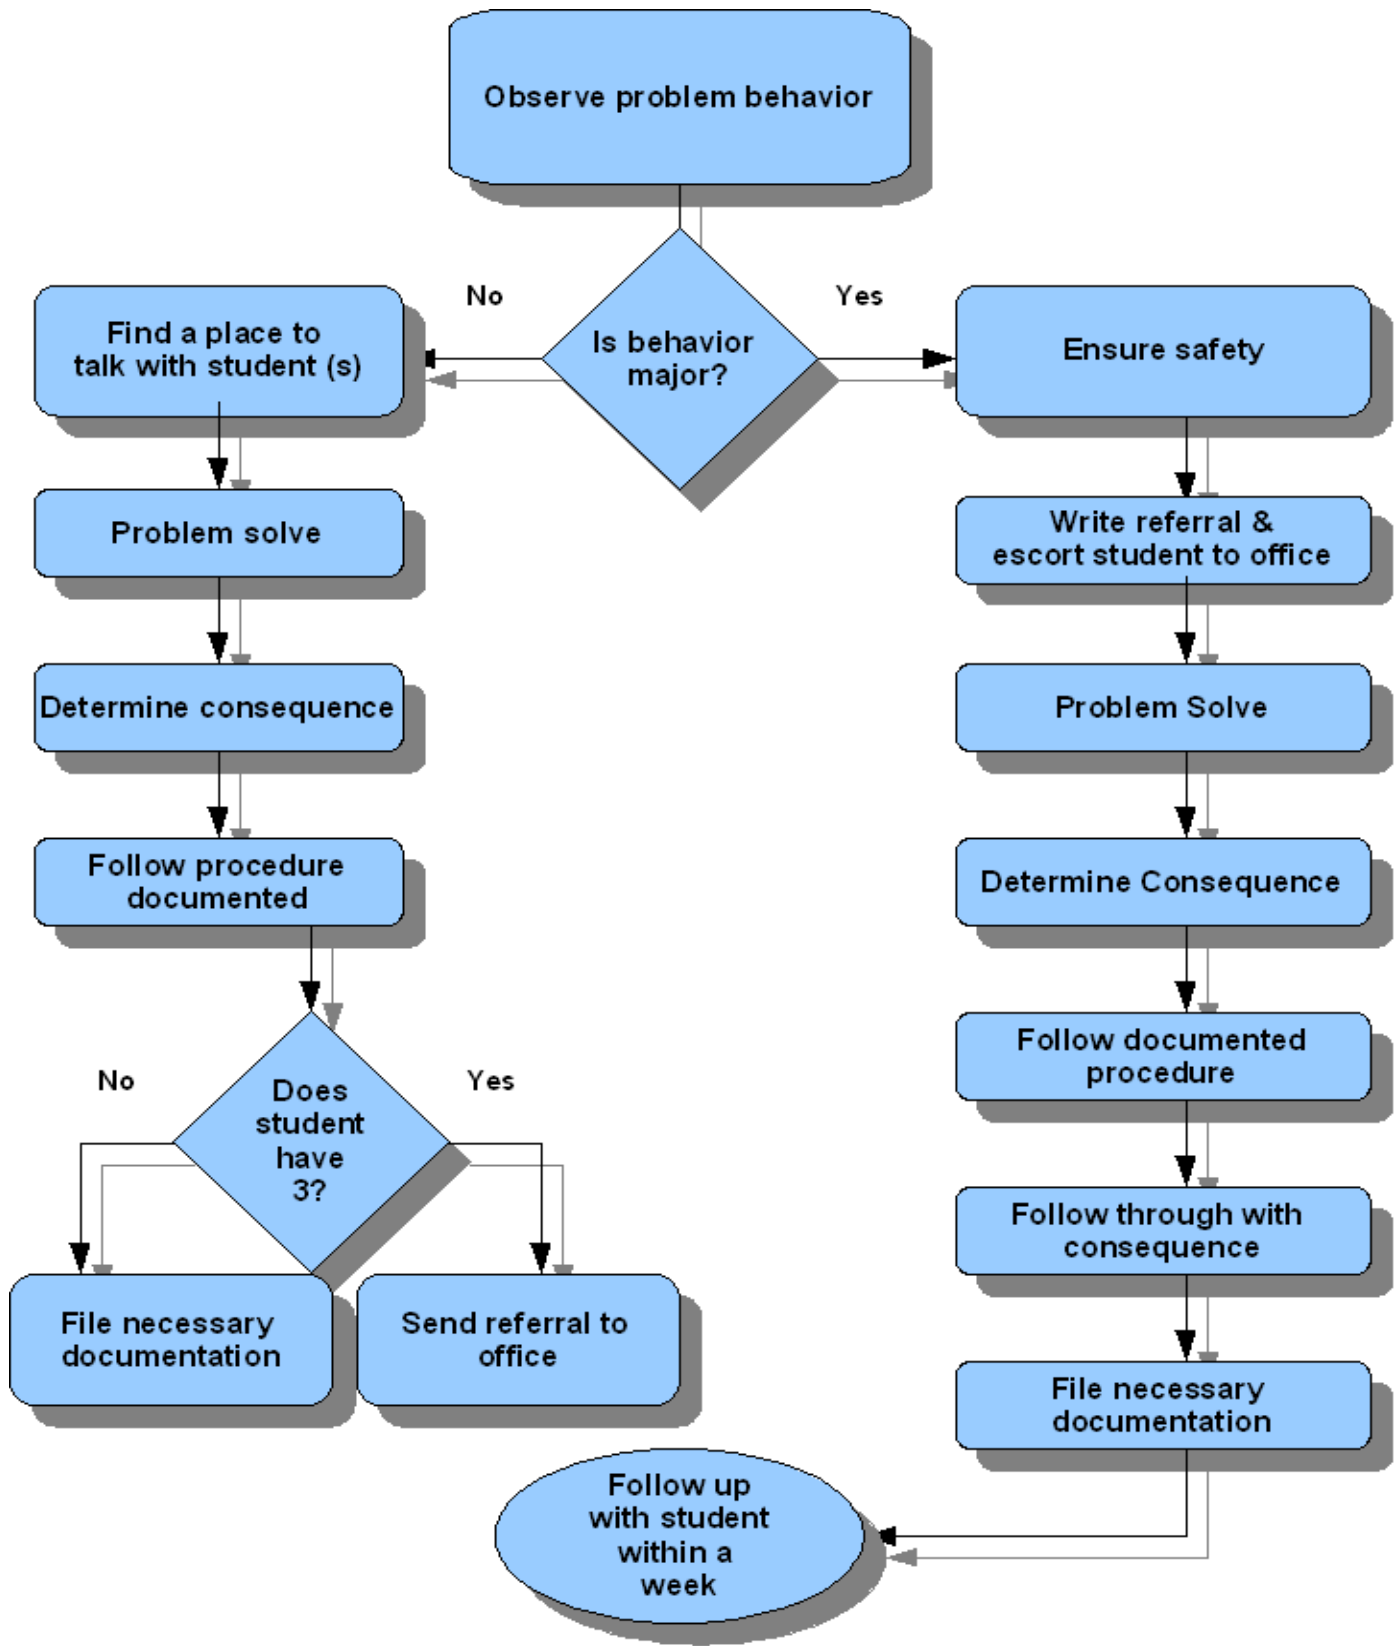 Observe problem behavior
No
Yes
Is behavior
major?
Find a place to
talk with student (s)
Ensure safety
Problem solve
Write referral &
escort student to office
Determine consequence
Problem Solve
Follow procedure
documented
Determine Consequence
No
Yes
Does
student
have
3?
Follow documented
procedure
Follow through with
consequence
File necessary
documentation
Send referral to
office
File necessary
documentation
Follow up
with student
within a
week